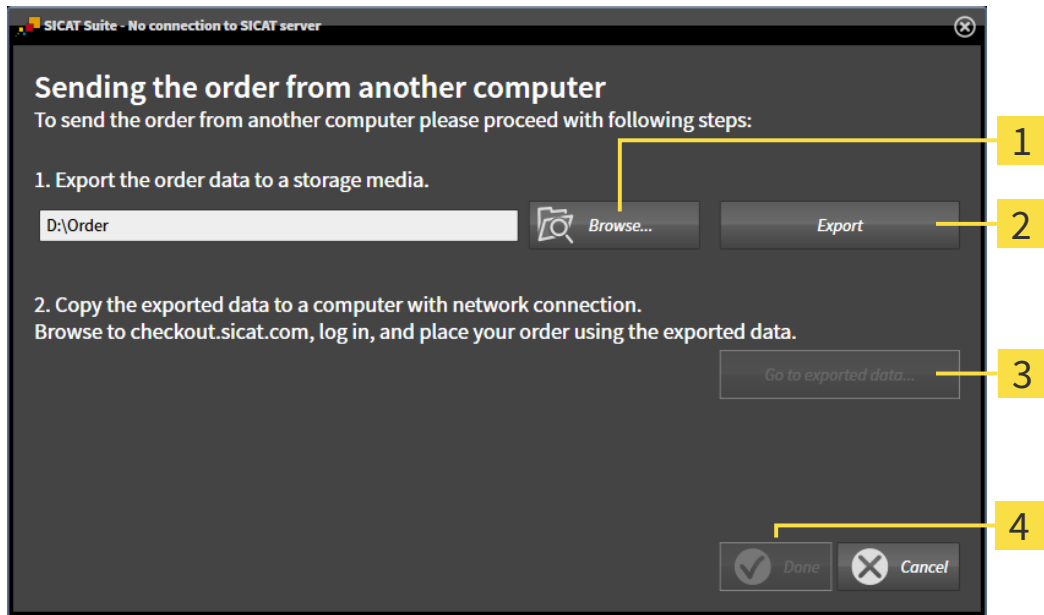 SICAT Suite - No connection to SICAT server
Sending the order from another computer
To send the order from another computer please proceed with following steps:
1
1. Export the order data to a storage media.
D:\Order
Browse...
Export
2
2. Copy the exported data to a computer with network connection.
Browse to checkout.sicat.com, log in, and place your order using the exported data.
Go to exported data...
3
4
Done
Cancel